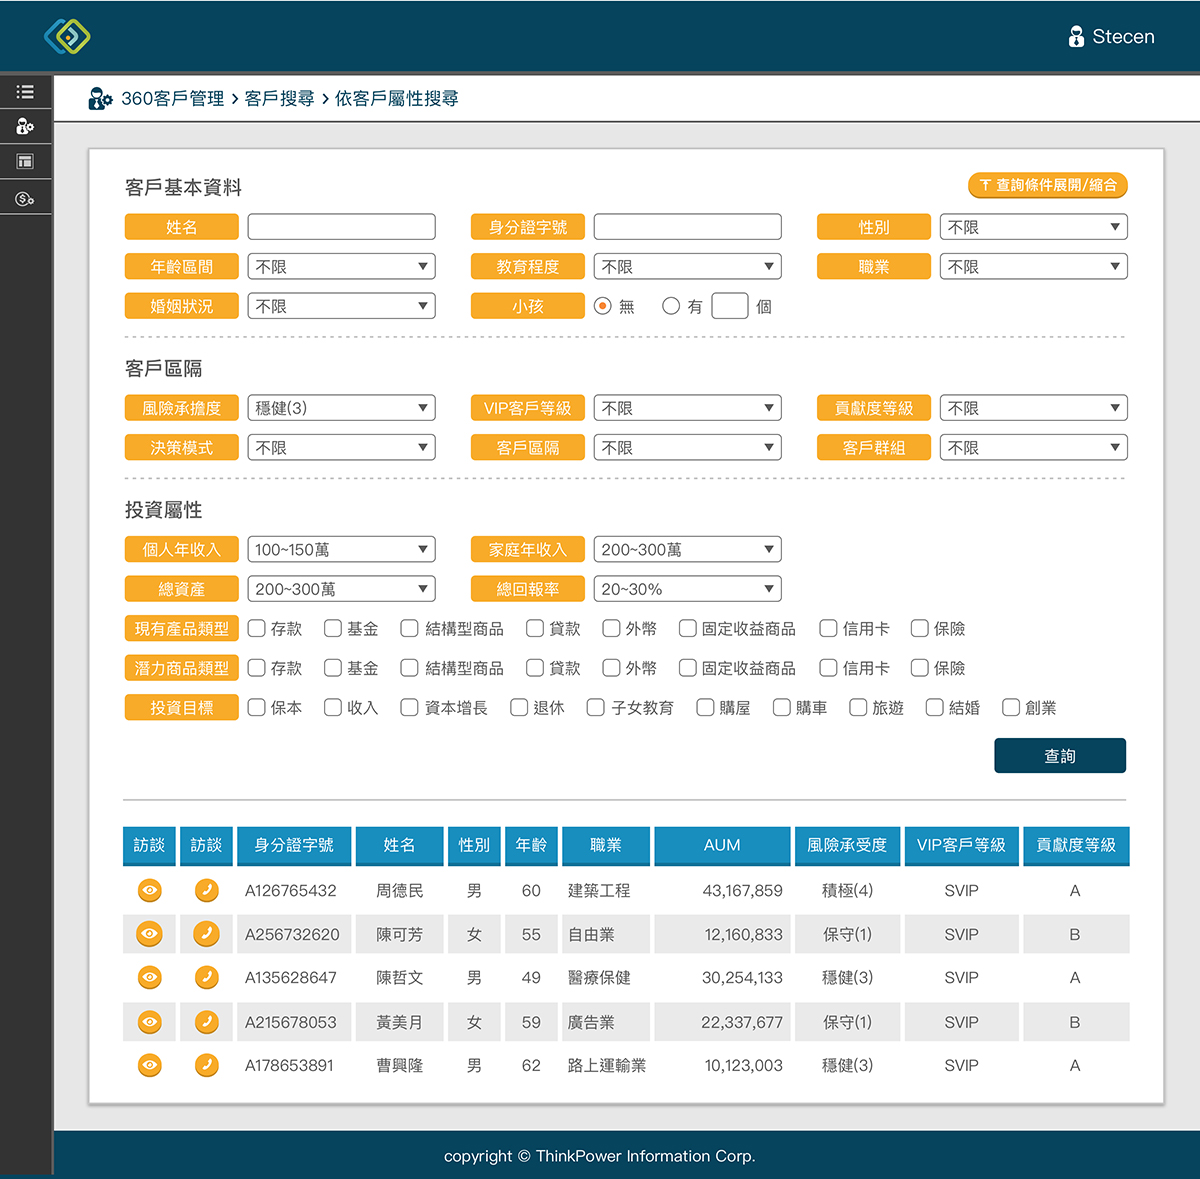 Stecen
360客戶管理 › 客戶搜尋 › 依客戶屬性搜尋
客戶基本資料 查詢條件展開/縮合
姓名 身分證字號 性別 不限
年齡區間 不限 教育程度 不限 職業 不限
婚姻狀況 不限 小孩 無 有 個
客戶區隔
風險承擔度 穩健(3) VIP客戶等級 不限 貢獻度等級 不限
決策模式 不限 客戶區隔 不限 客戶群組 不限
投資屬性
個人年收入 100~150萬 家庭年收入 200~300萬
總資產 200~300萬 總回報率 20~30%
現有產品類型 存款 基金 結構型商品 貸款 外幣 固定收益商品 信用卡 保險
潛力商品類型 存款 基金 結構型商品 貸款 外幣 固定收益商品 信用卡 保險
投資目標 保本 收入 資本增長 退休 子女教育 購屋 購車 旅遊 結婚 創業
查詢
訪談 訪談 身分證字號 姓名 性別 年齡 職業 AUM 風險承受度 VIP客戶等級 貢獻度等級
A126765432 周德民 男 60 建築工程 43,167,859 積極(4) SVIP A
A256732620 陳可芳 女 55 自由業 12,160,833 保守(1) SVIP B
A135628647 陳哲文 男 49 醫療保健 30,254,133 穩健(3) SVIP A
A215678053 黃美月 女 59 廣告業 22,337,677 保守(1) SVIP B
A178653891 曹興隆 男 62 路上運輸業 10,123,003 穩健(3) SVIP A
copyright © ThinkPower Information Corp.